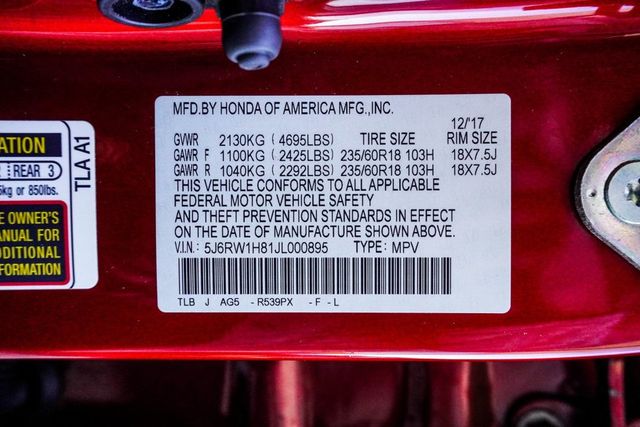 ATION
REAR 3
5kg or 850lbs.
E OWNER'S
ANUAL FOR
ADDITIONAL
FORMATION
TLA A1
MFD.BY HONDA OF AMERICA MFG.,INC.
12/'17
GVWR 2130KG (4695LBS) TIRE SIZE RIM SIZE
GAWR F 1100KG (2425LBS) 235/60R18 103H 18X7.5J
GAWR R 1040KG (2292LBS) 235/60R18 103H 18X7.5J
THIS VEHICLE CONFORMS TO ALL APPLICABLE
FEDERAL MOTOR VEHICLE SAFETY
AND THEFT PREVENTION STANDARDS IN EFFECT
ON THE DATE OF MANUFACTURE SHOWN ABOVE.
V.I.N.: 5J6RW1H81JL000895 TYPE: MPV
TLB J AG5 - R539PX - F - L